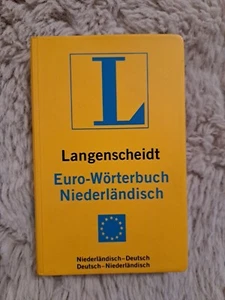 L
Langenscheidt
Euro-Wörterbuch
Niederländisch
Niederländisch–Deutsch
Deutsch–Niederländisch